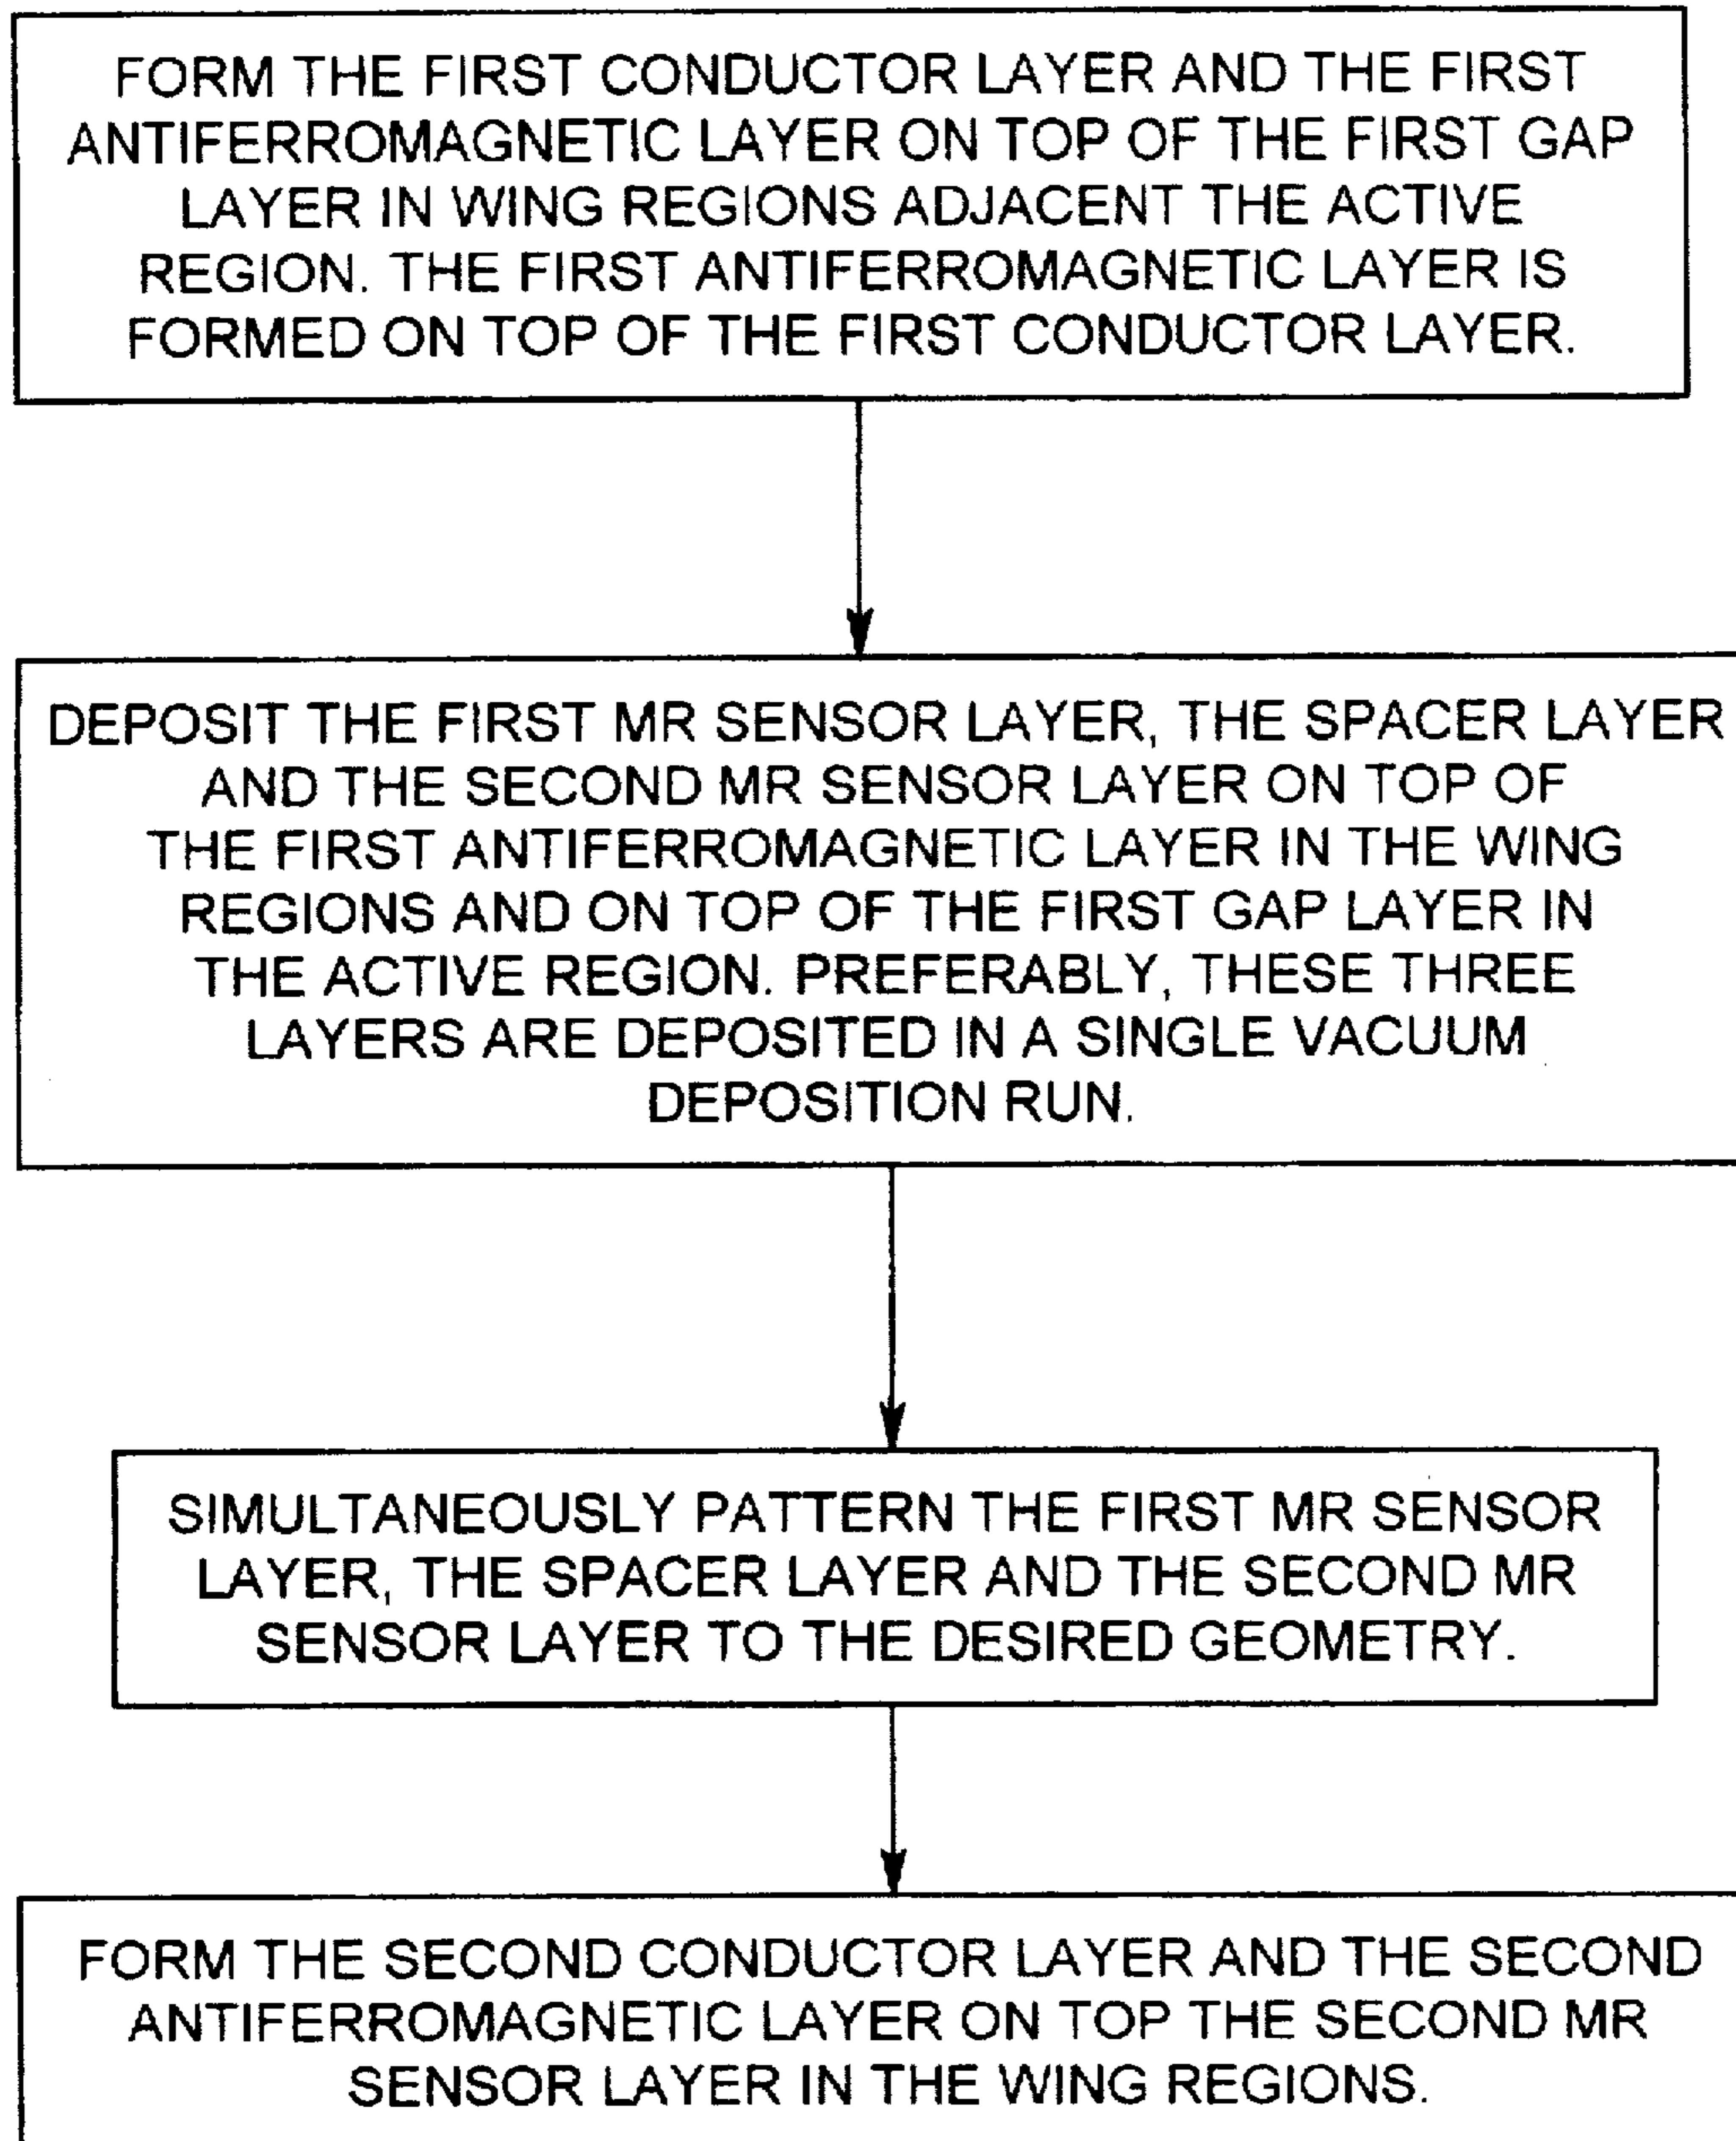 FORM THE FIRST CONDUCTOR LAYER AND THE FIRST
ANTIFERROMAGNETIC LAYER ON TOP OF THE FIRST GAP
LAYER IN WING REGIONS ADJACENT THE ACTIVE
REGION. THE FIRST ANTIFERROMAGNETIC LAYER IS
FORMED ON TOP OF THE FIRST CONDUCTOR LAYER.
DEPOSIT THE FIRST MR SENSOR LAYER, THE SPACER LAYER
AND THE SECOND MR SENSOR LAYER ON TOP OF
THE FIRST ANTIFERROMAGNETIC LAYER IN THE WING
REGIONS AND ON TOP OF THE FIRST GAP LAYER IN
THE ACTIVE REGION. PREFERABLY, THESE THREE
LAYERS ARE DEPOSITED IN A SINGLE VACUUM
DEPOSITION RUN.
SIMULTANEOUSLY PATTERN THE FIRST MR SENSOR
LAYER, THE SPACER LAYER AND THE SECOND MR
SENSOR LAYER TO THE DESIRED GEOMETRY.
FORM THE SECOND CONDUCTOR LAYER AND THE SECOND
ANTIFERROMAGNETIC LAYER ON TOP THE SECOND MR
SENSOR LAYER IN THE WING REGIONS.